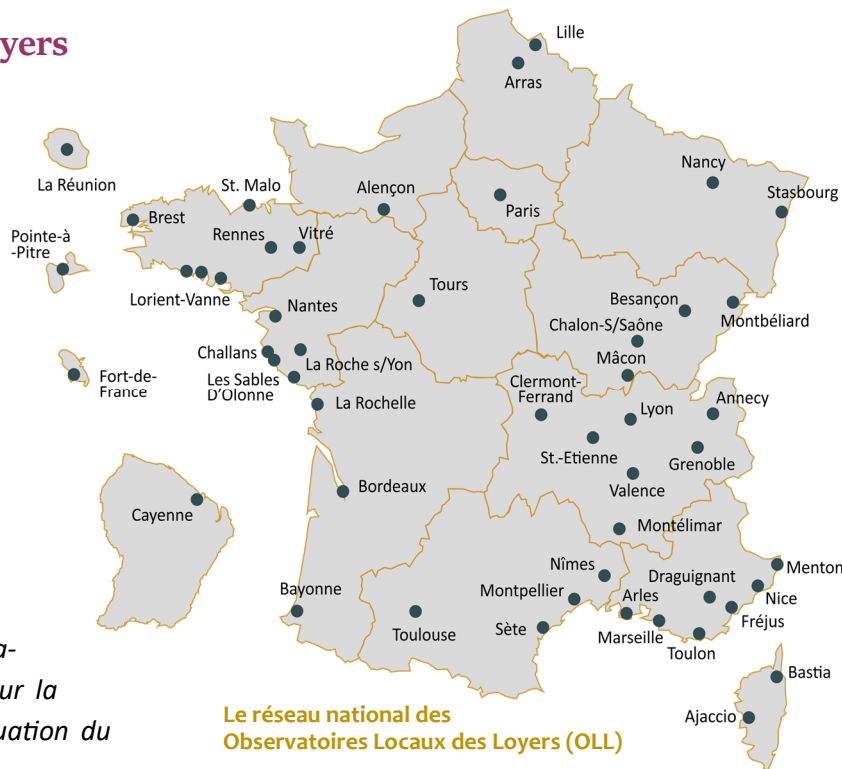 yers
Lille
Arras
La Réunion
Nancy
St. Malo
Alençon
Paris
Stasbourg
Brest
Rennes
Vitré
Pointe-à
-Pitre
Tours
Lorient-Vanne
Besançon
Nantes
Chalon-S/Saône
Montbéliard
Challans
La Roche s/Yon
Mâcon
Fort-de-
France
Les Sables
D'Olonne
Clermont-
Ferrand
Annecy
La Rochelle
Lyon
St.-Etienne
Grenoble
Bordeaux
Valence
Cayenne
Montélimar
Nîmes
Menton
Bayonne
Montpellier
Draguignant
Arles
Nice
Toulouse
Sète
Fréjus
Marseille
Toulon
a-
ur la
uation du
Bastia
Ajaccio
Le réseau national des
Observatoires Locaux des Loyers (OLL)